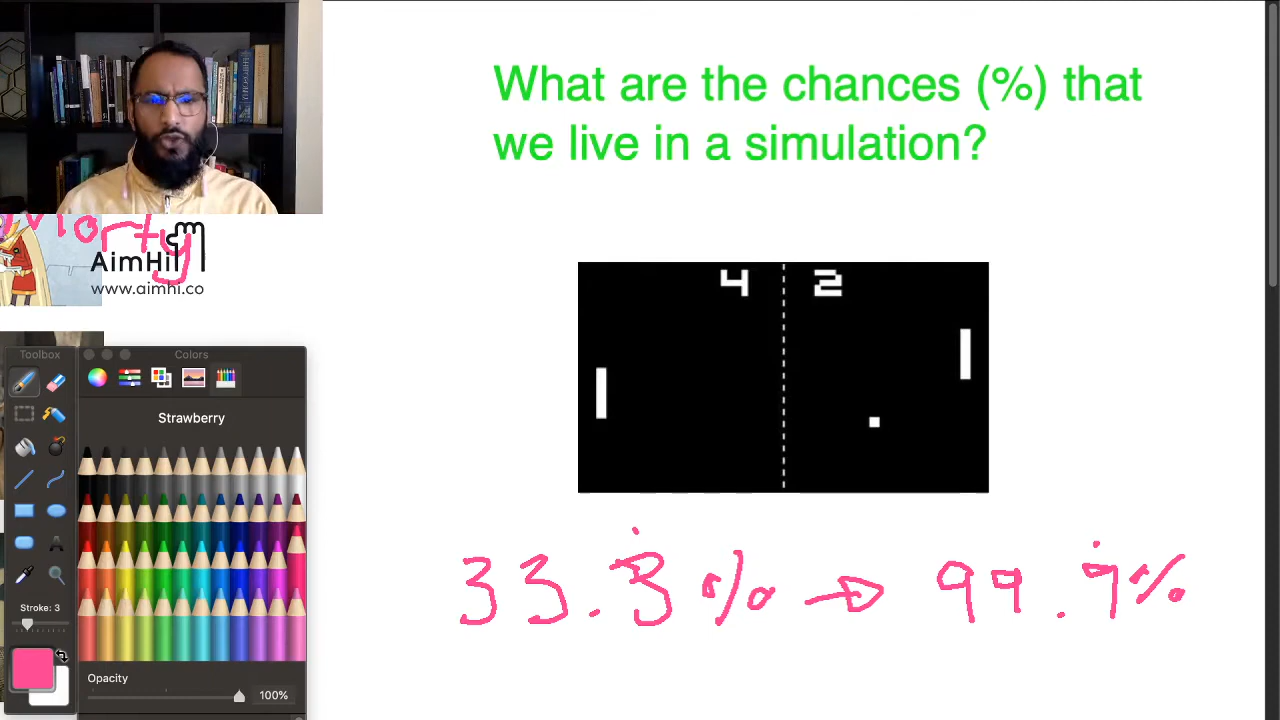 What are the chances (%) that
we live in a simulation?
Morty
AimHi
www.aimhi.co
4 2
Toolbox
Colors
Strawberry
Stroke: 3
Opacity
100%
33.3̇% → 99.9̇%